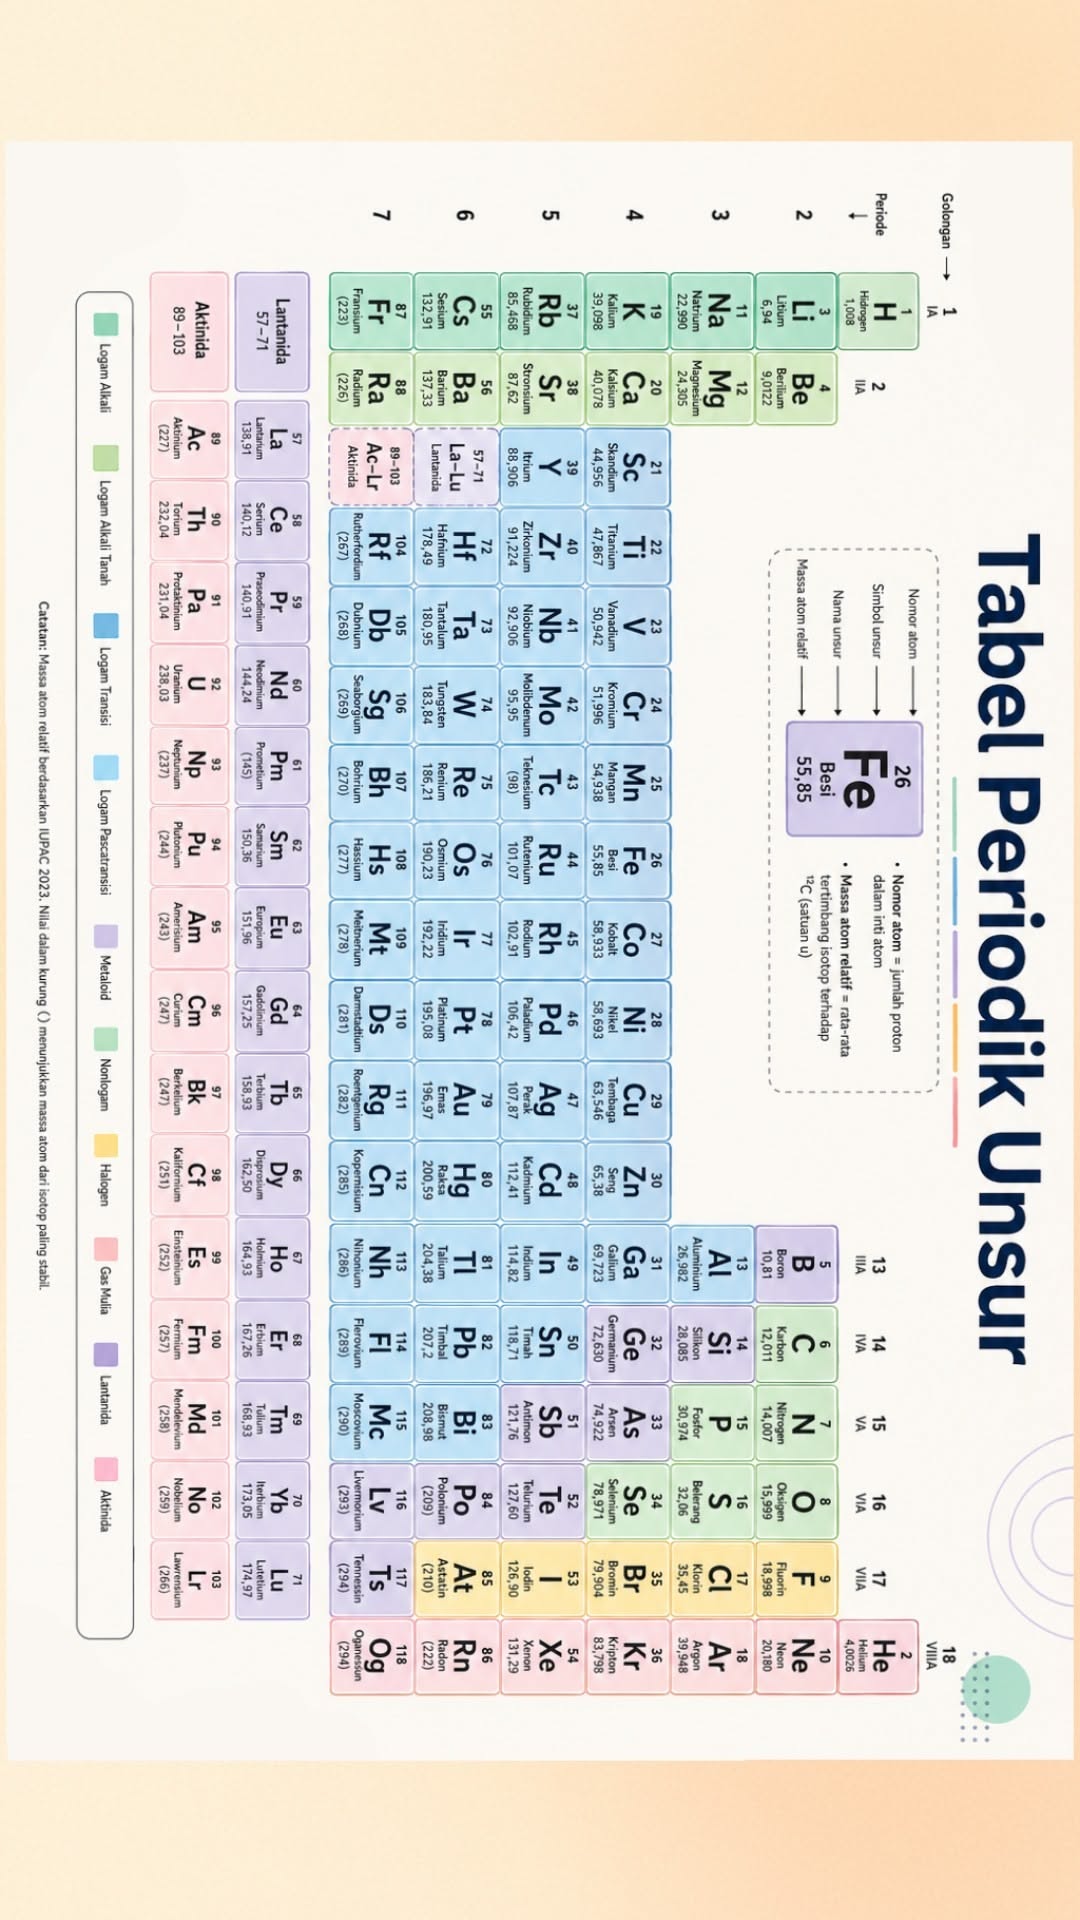 Tabel Periodik Unsur
Golongan →
Periode ↓
1
IA
2
IIA
13
IIIA
14
IVA
15
VA
16
VIA
17
VIIA
18
VIIIA
Nomor atom
Simbol unsur
Nama unsur
Massa atom relatif
26
Fe
Besi
55,85
• Nomor atom = jumlah proton
dalam inti atom
• Massa atom relatif = rata-rata
tertimbang isotop terhadap
¹²C (satuan u)
1 H Hidrogen 1,008
2 He Helium 4,0026
2
3 Li Litium 6,94
4 Be Berilium 9,0122
5 B Boron 10,81
6 C Karbon 12,011
7 N Nitrogen 14,007
8 O Oksigen 15,999
9 F Fluorin 18,998
10 Ne Neon 20,180
3
11 Na Natrium 22,990
12 Mg Magnesium 24,305
13 Al Aluminium 26,982
14 Si Silikon 28,085
15 P Fosfor 30,974
16 S Belerang 32,06
17 Cl Klorin 35,45
18 Ar Argon 39,948
4
19 K Kalium 39,098
20 Ca Kalsium 40,078
21 Sc Skandium 44,956
22 Ti Titanium 47,867
23 V Vanadium 50,942
24 Cr Kromium 51,996
25 Mn Mangan 54,938
26 Fe Besi 55,85
27 Co Kobalt 58,933
28 Ni Nikel 58,693
29 Cu Tembaga 63,546
30 Zn Seng 65,38
31 Ga Galium 69,723
32 Ge Germanium 72,630
33 As Arsen 74,922
34 Se Selenium 78,971
35 Br Bromin 79,904
36 Kr Kripton 83,798
5
37 Rb Rubidium 85,468
38 Sr Stronsium 87,62
39 Y Itrium 88,906
40 Zr Zirkonium 91,224
41 Nb Niobium 92,906
42 Mo Molibdenum 95,95
43 Tc Teknesium (98)
44 Ru Rutenium 101,07
45 Rh Rodium 102,91
46 Pd Paladium 106,42
47 Ag Perak 107,87
48 Cd Kadmium 112,41
49 In Indium 114,82
50 Sn Timah 118,71
51 Sb Antimon 121,76
52 Te Telurium 127,60
53 I Iodin 126,90
54 Xe Xenon 131,29
6
55 Cs Sesium 132,91
56 Ba Barium 137,33
57–71 La–Lu Lantanida
72 Hf Hafnium 178,49
73 Ta Tantalum 180,95
74 W Tungsten 183,84
75 Re Renium 186,21
76 Os Osmium 190,23
77 Ir Iridium 192,22
78 Pt Platinum 195,08
79 Au Emas 196,97
80 Hg Raksa 200,59
81 Tl Talium 204,38
82 Pb Timbal 207,2
83 Bi Bismut 208,98
84 Po Polonium (209)
85 At Astatin (210)
86 Rn Radon (222)
7
87 Fr Fransium (223)
88 Ra Radium (226)
89–103 Ac–Lr Aktinida
104 Rf Rutherfordium (267)
105 Db Dubnium (268)
106 Sg Seaborgium (269)
107 Bh Bohrium (270)
108 Hs Hassium (277)
109 Mt Meitnerium (278)
110 Ds Darmstadtium (281)
111 Rg Roentgenium (282)
112 Cn Kopernisium (285)
113 Nh Nihonium (286)
114 Fl Flerovium (289)
115 Mc Moscovium (290)
116 Lv Livermorium (293)
117 Ts Tennessin (294)
118 Og Oganesson (294)
Lantanida
57–71
57 La Lantarium 138,91
58 Ce Serium 140,12
59 Pr Praseodimium 140,91
60 Nd Neodimium 144,24
61 Pm Prometium (145)
62 Sm Samarium 150,36
63 Eu Europium 151,96
64 Gd Gadolinium 157,25
65 Tb Terbium 158,93
66 Dy Disprosium 162,50
67 Ho Holmium 164,93
68 Er Erbium 167,26
69 Tm Tulium 168,93
70 Yb Iterbium 173,05
71 Lu Lutetium 174,97
Aktinida
89–103
89 Ac Aktinium (227)
90 Th Torium 232,04
91 Pa Protaktinium 231,04
92 U Uranium 238,03
93 Np Neptunium (237)
94 Pu Plutonium (244)
95 Am Amerisium (243)
96 Cm Curium (247)
97 Bk Berkelium (247)
98 Cf Kalifornium (251)
99 Es Einsteinium (252)
100 Fm Fermium (257)
101 Md Mendelevium (258)
102 No Nobelium (259)
103 Lr Lawrensium (266)
Logam Alkali
Logam Alkali Tanah
Logam Transisi
Logam Pascatransisi
Metaloid
Nonlogam
Halogen
Gas Mulia
Lantanida
Aktinida
Catatan: Massa atom relatif berdasarkan IUPAC 2023. Nilai dalam kurung () menunjukkan massa atom dari isotop paling stabil.